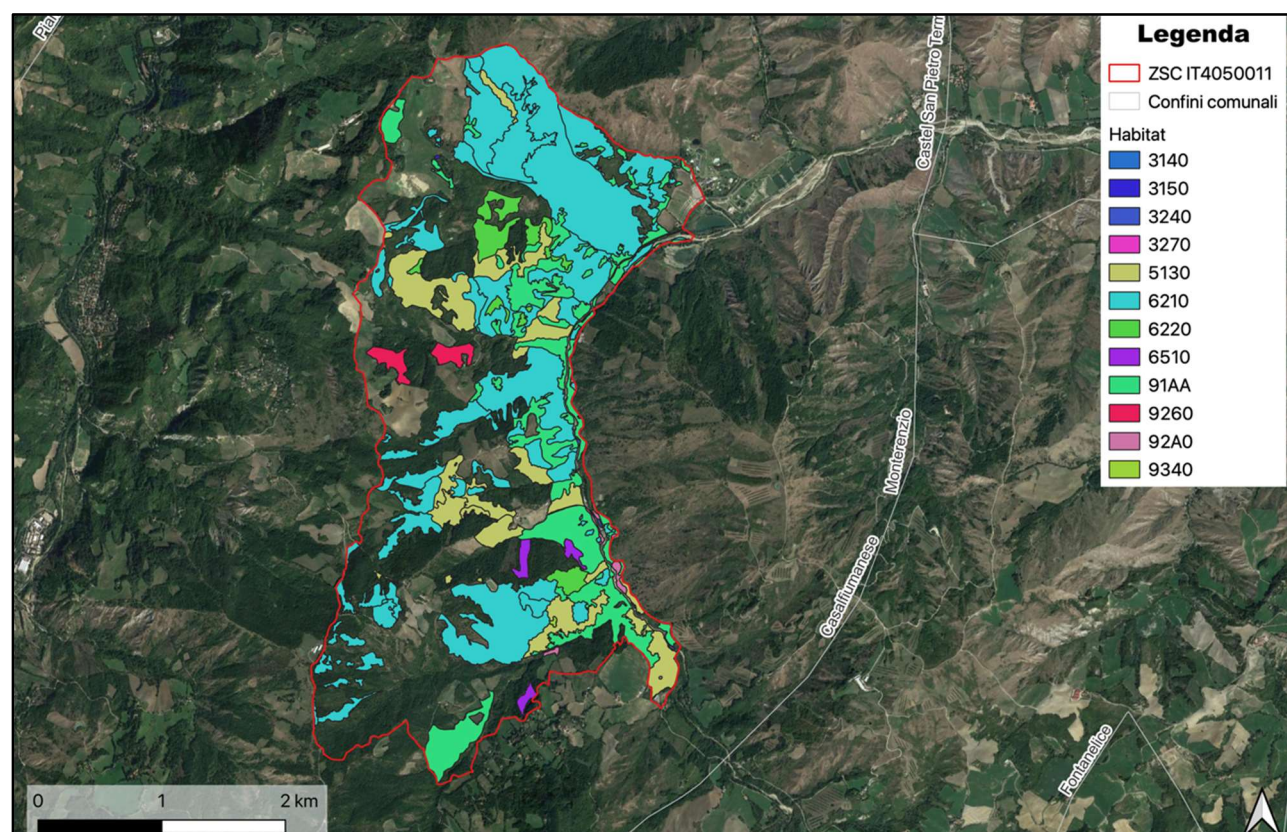 Legenda
ZSC IT4050011
Confini comunali
Habitat
3140
3150
3240
3270
5130
6210
6220
6510
91AA
9260
92A0
9340
Castel San Pietro Term
Monterenzio
Casalfiumanese
Fontanelice
0 1 2 km